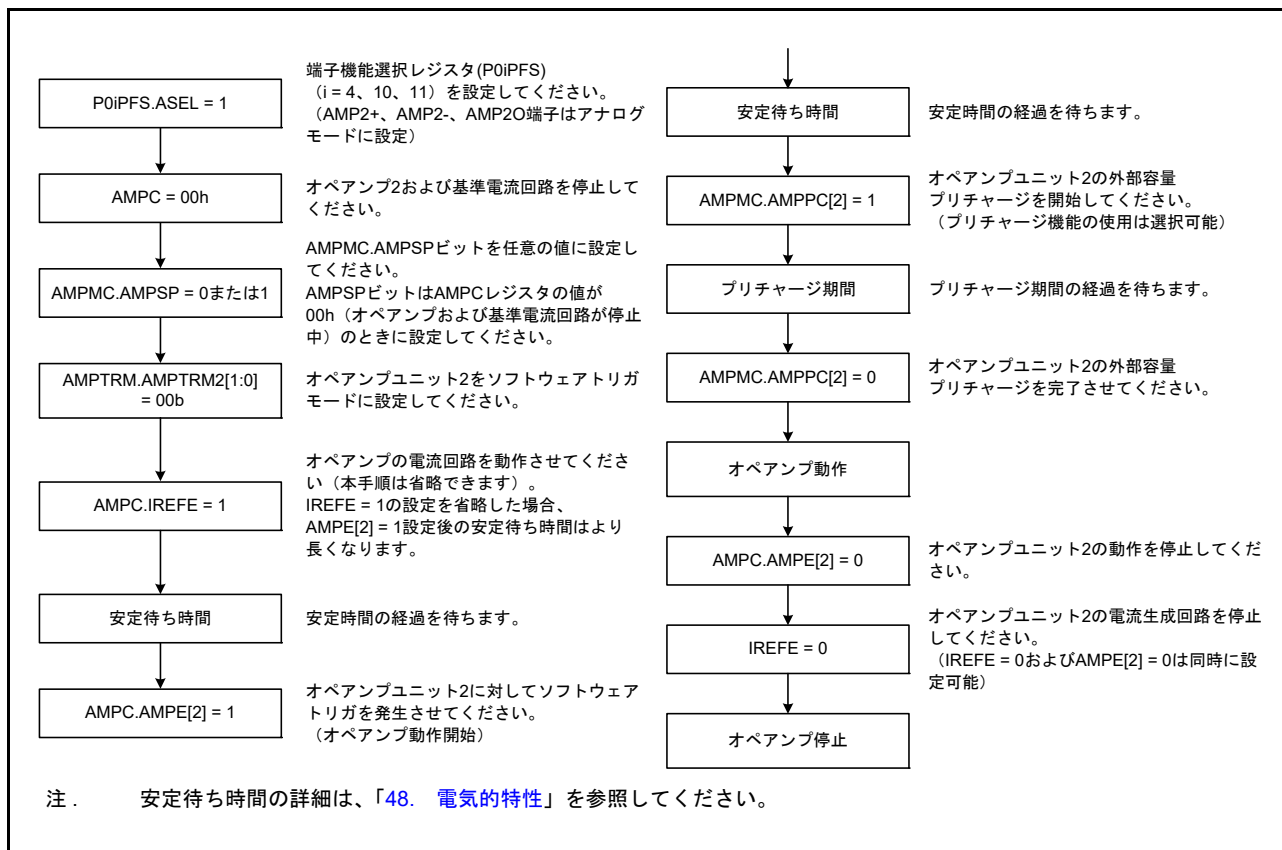 P0iPFS.ASEL = 1
端子機能選択レジスタ(P0iPFS)
（i = 4、10、11）を設定してください。
（AMP2+、AMP2-、AMP2O端子はアナログ
モードに設定）
AMPC = 00h
オペアンプ2および基準電流回路を停止して
ください。
AMPMC.AMPSP = 0または1
AMPMC.AMPSPビットを任意の値に設定し
てください。
AMPSPビットはAMPCレジスタの値が
00h（オペアンプおよび基準電流回路が停止
中）のときに設定してください。
AMPTRM.AMPTRM2[1:0]
= 00b
オペアンプユニット2をソフトウェアトリガ
モードに設定してください。
AMPC.IREFE = 1
オペアンプの電流回路を動作させてくださ
い（本手順は省略できます）。
IREFE = 1の設定を省略した場合、
AMPE[2] = 1設定後の安定待ち時間はより
長くなります。
安定待ち時間
安定時間の経過を待ちます。
AMPC.AMPE[2] = 1
オペアンプユニット2に対してソフトウェア
トリガを発生させてください。
（オペアンプ動作開始）
安定待ち時間
安定時間の経過を待ちます。
AMPMC.AMPPC[2] = 1
オペアンプユニット2の外部容量
プリチャージを開始してください。
（プリチャージ機能の使用は選択可能）
プリチャージ期間
プリチャージ期間の経過を待ちます。
AMPMC.AMPPC[2] = 0
オペアンプユニット2の外部容量
プリチャージを完了させてください。
オペアンプ動作
AMPC.AMPE[2] = 0
オペアンプユニット2の動作を停止してくだ
さい。
IREFE = 0
オペアンプユニット2の電流生成回路を停止
してください。
（IREFE = 0およびAMPE[2] = 0は同時に設
定可能）
オペアンプ停止
注． 安定待ち時間の詳細は、「48. 電気的特性」を参照してください。